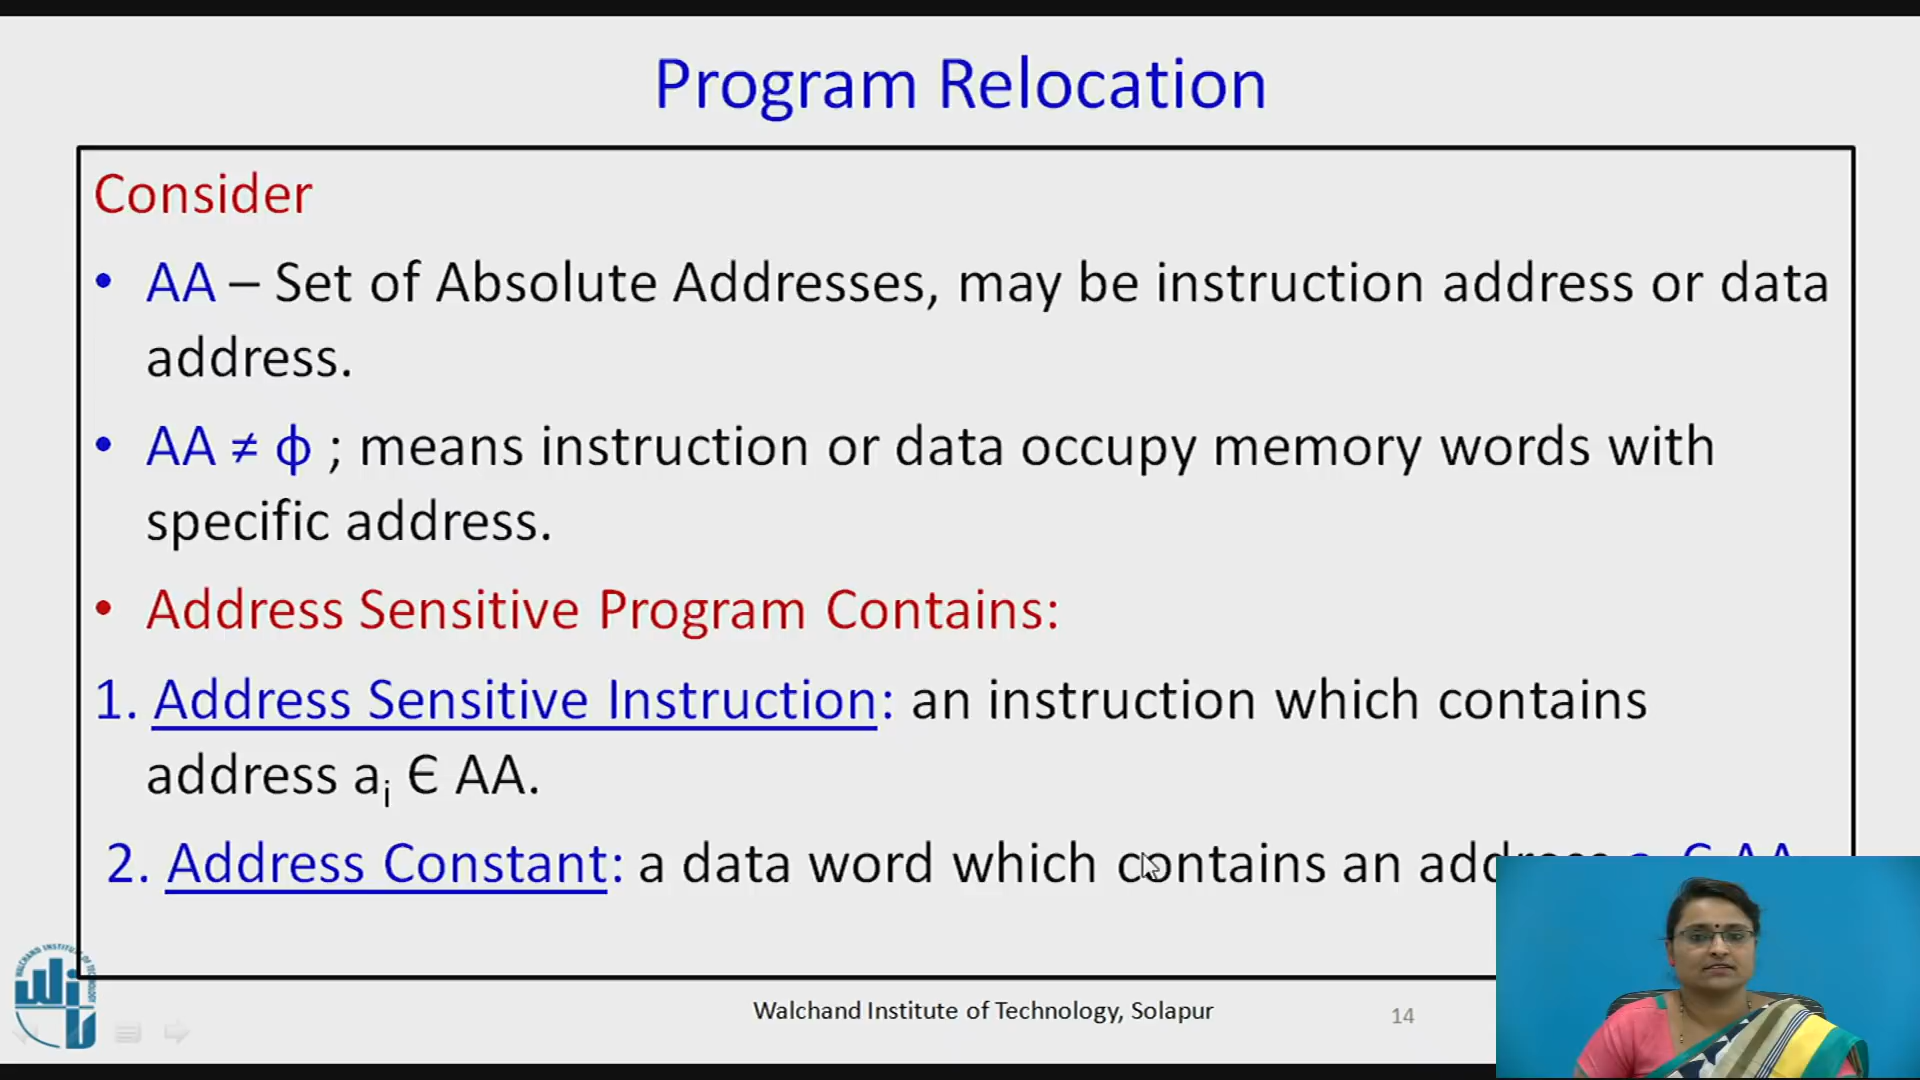 Program Relocation
Consider
• AA – Set of Absolute Addresses, may be instruction address or data
address.
• AA ≠ ф ; means instruction or data occupy memory words with
specific address.
• Address Sensitive Program Contains:
1. Address Sensitive Instruction: an instruction which contains
address aᵢ Є AA.
2. Address Constant: a data word which contains an
Walchand Institute of Technology, Solapur
14